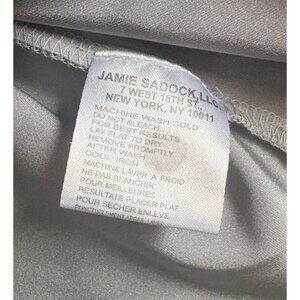 JAMIE SADOCK, LLC
7 WEST 18TH ST.
NEW YORK, NY 10011
MACHINE WASH COLD
DO NOT BLEACH
FOR BEST RESULTS
LAY FLAT TO DRY
REMOVE PROMPTLY
AFTER WASH
COOL IRON
MACHINE LAVER A FROID
NE PAS BLANCHIR
POUR MEILLEURES
RESULTATS PLACER PLAT
POUR SECHER ENLEVE